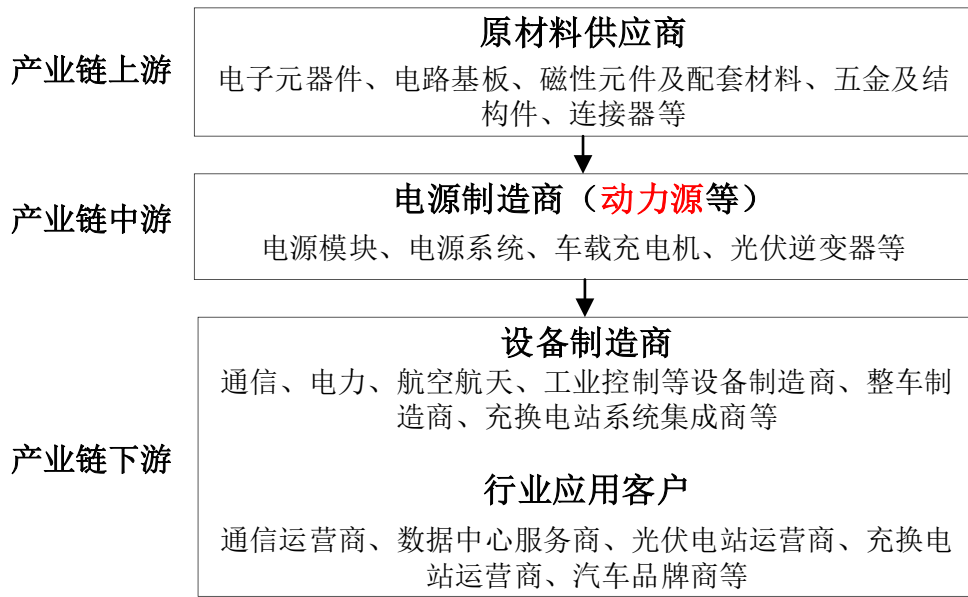 原材料供应商
产业链上游
电子元器件、电路基板、磁性元件及配套材料、五金及结
构件、连接器等
电源制造商（动力源等）
产业链中游
电源模块、电源系统、车载充电机、光伏逆变器等
设备制造商
通信、电力、航空航天、工业控制等设备制造商、整车制
造商、充换电站系统集成商等
产业链下游
行业应用客户
通信运营商、数据中心服务商、光伏电站运营商、充换电
站运营商、汽车品牌商等